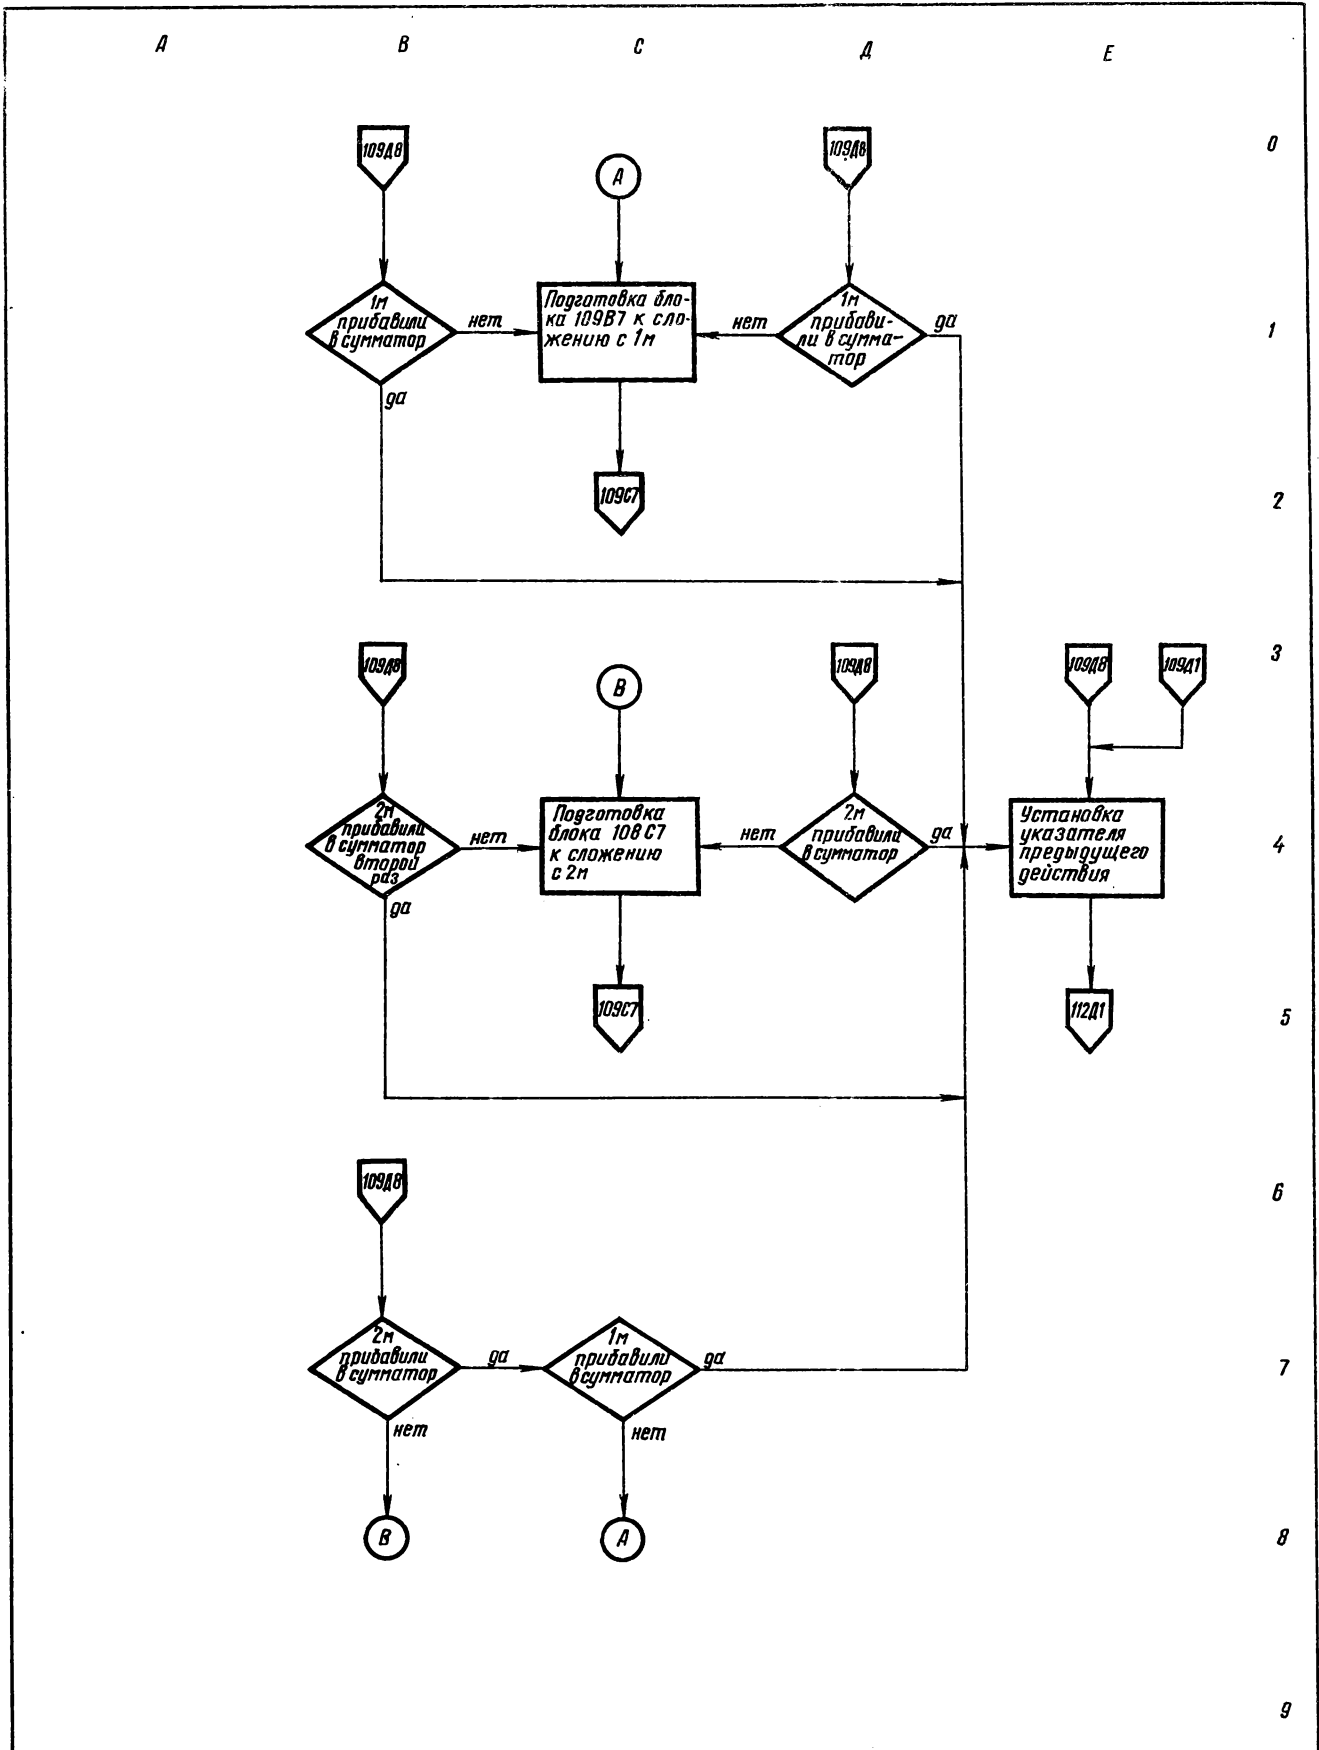 А В С Д Е
0
109Д8
А
109Д8
1м
прибавили
в сумматор
нет
Подготовка бло-
ка 109В7 к сло-
жению с 1м
нет
1м
прибави-
ли в сумма-
тор
да
1
да
109С7
2
109Д8
В
109Д8
109Д8
109Д1
3
2м
прибавили
в сумматор
второй
раз
нет
Подготовка
блока 108С7
к сложению
с 2м
нет
2м
прибавили
в сумматор
да
Установка
указателя
предыдущего
действия
4
да
109С7
112Д1
5
109Д8
6
2м
прибавили
в сумматор
да
1м
прибавили
в сумматор
да
7
нет
нет
В
А
8
9